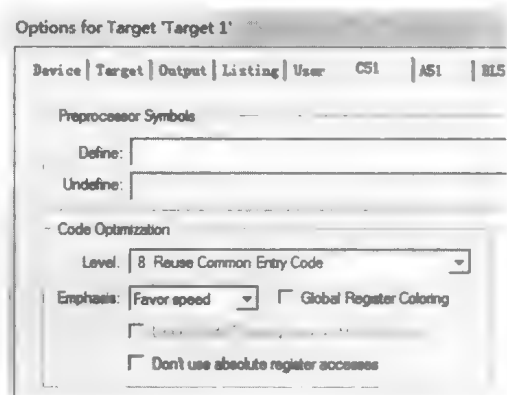 Options for Target 'Target 1'
Device | Target | Output | Listing | User C51 | A51 | BL5
Preprocessor Symbols
Define:
Undefine:
Code Optimization
Level: 8 Reuse Common Entry Code
Emphasis: Favor speed Global Register Coloring
Don't use absolute register accesses